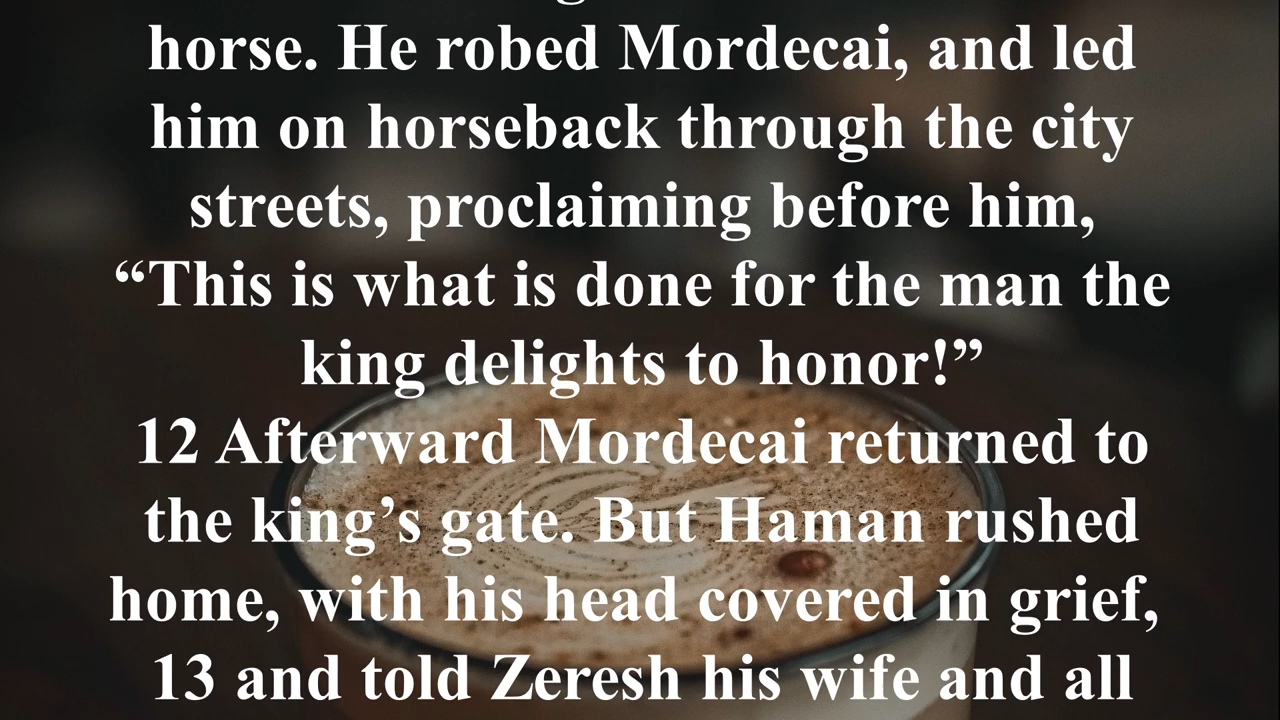 horse. He robed Mordecai, and led
him on horseback through the city
streets, proclaiming before him,
“This is what is done for the man the
king delights to honor!”
12 Afterward Mordecai returned to
the king’s gate. But Haman rushed
home, with his head covered in grief,
13 and told Zeresh his wife and all